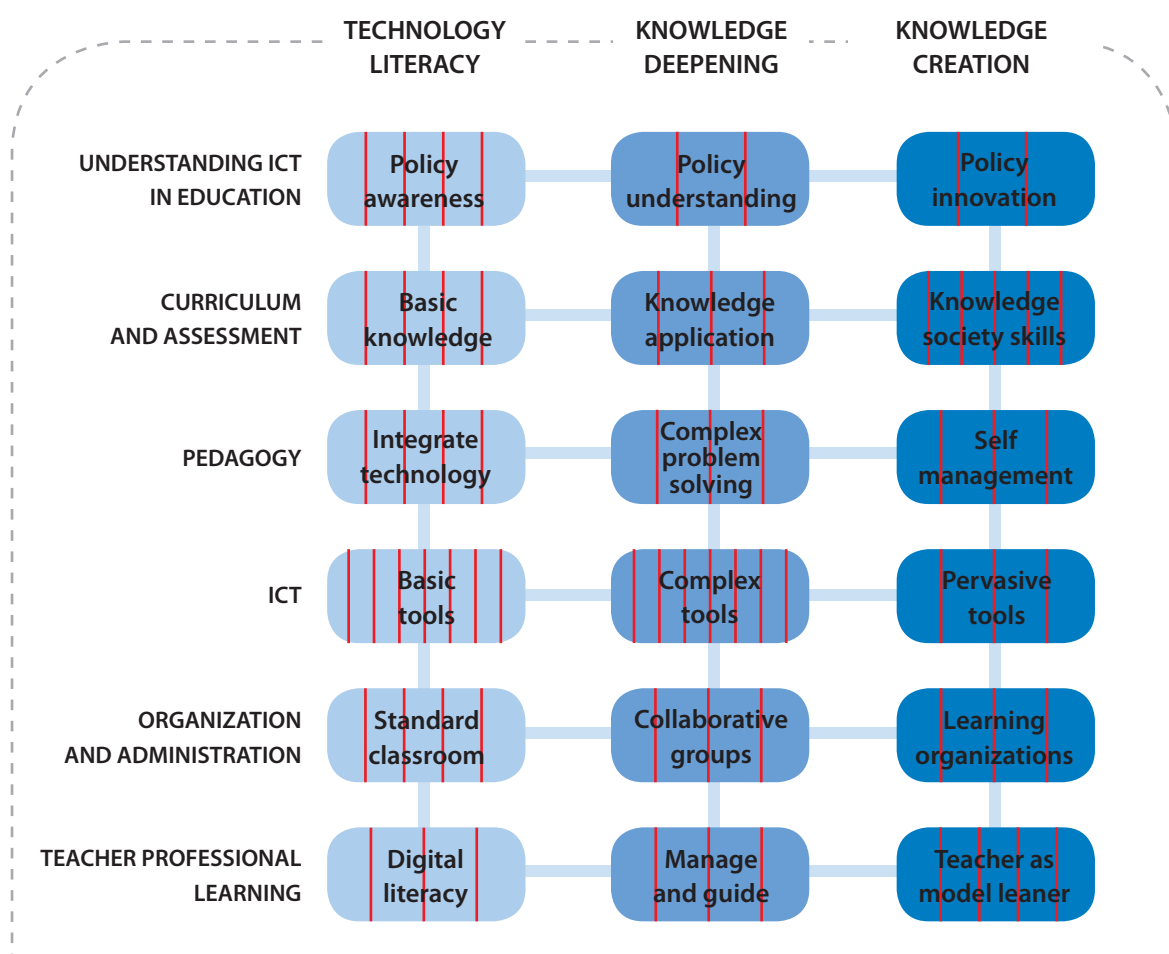 TECHNOLOGY
LITERACY
KNOWLEDGE
DEEPENING
KNOWLEDGE
CREATION
UNDERSTANDING ICT
IN EDUCATION
Policy
awareness
Policy
understanding
Policy
innovation
CURRICULUM
AND ASSESSMENT
Basic
knowledge
Knowledge
application
Knowledge
society skills
PEDAGOGY
Integrate
technology
Complex
problem
solving
Self
management
ICT
Basic
tools
Complex
tools
Pervasive
tools
ORGANIZATION
AND ADMINISTRATION
Standard
classroom
Collaborative
groups
Learning
organizations
TEACHER PROFESSIONAL
LEARNING
Digital
literacy
Manage
and guide
Teacher as
model leaner